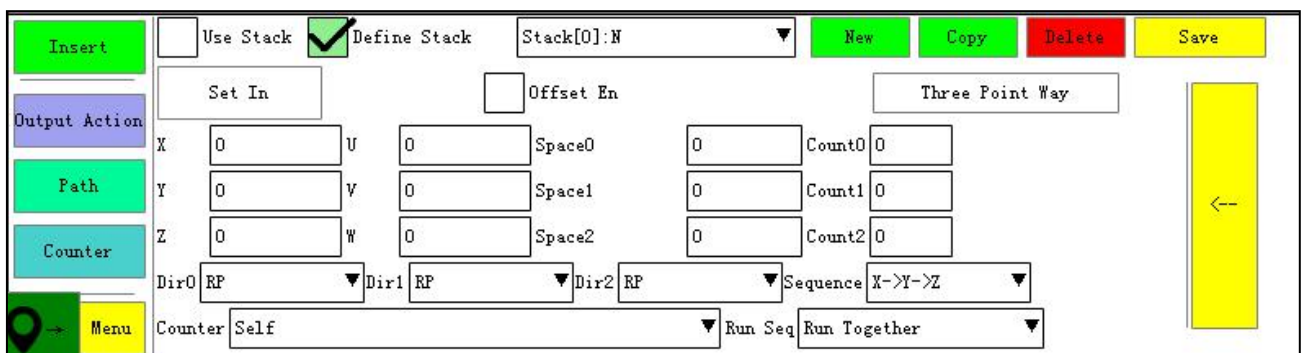 Insert
Use Stack
Define Stack
Stack[0]:N
New
Copy
Delete
Save
Output Action
Set In
Offset En
Three Point Way
X 0 U 0 Space0 0 Count0 0
Path
Y 0 V 0 Space1 0 Count1 0
<--
Counter
Z 0 W 0 Space2 0 Count2 0
Dir0 RP Dir1 RP Dir2 RP Sequence X->Y->Z
→ Menu
Counter Self Run Seq Run Together